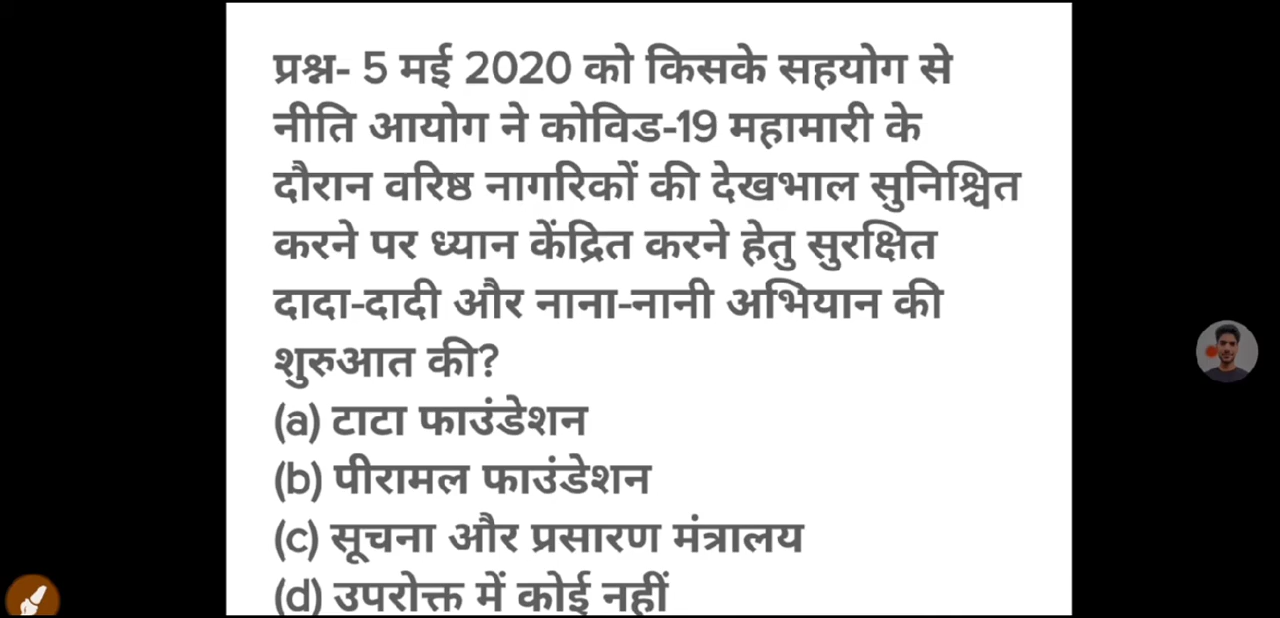 प्रश्न- 5 मई 2020 को किसके सहयोग से
नीति आयोग ने कोविड-19 महामारी के
दौरान वरिष्ठ नागरिकों की देखभाल सुनिश्चित
करने पर ध्यान केंद्रित करने हेतु सुरक्षित
दादा-दादी और नाना-नानी अभियान की
शुरुआत की?
(a) टाटा फाउंडेशन
(b) पीरामल फाउंडेशन
(c) सूचना और प्रसारण मंत्रालय
(d) उपरोक्त में कोई नहीं